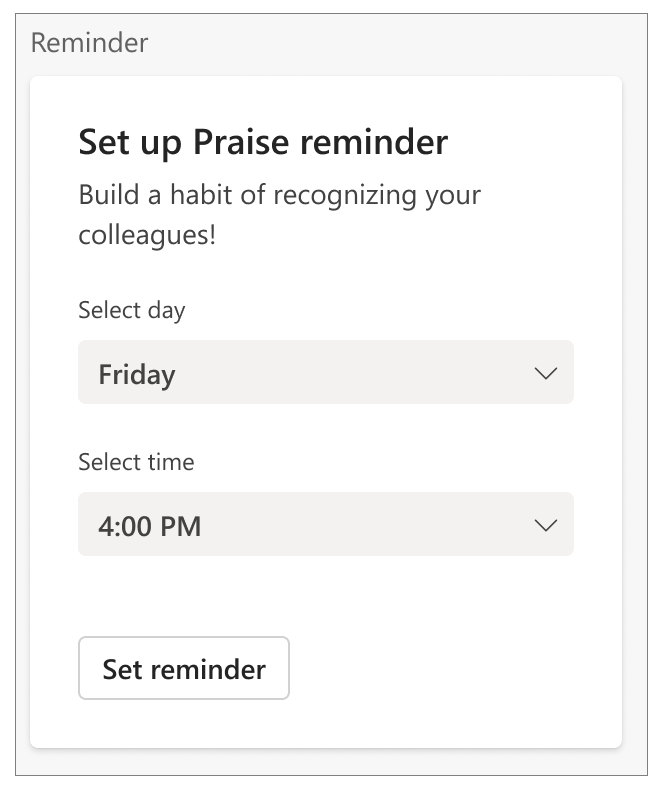 Reminder
Set up Praise reminder
Build a habit of recognizing your
colleagues!
Select day
Friday
Select time
4:00 PM
Set reminder